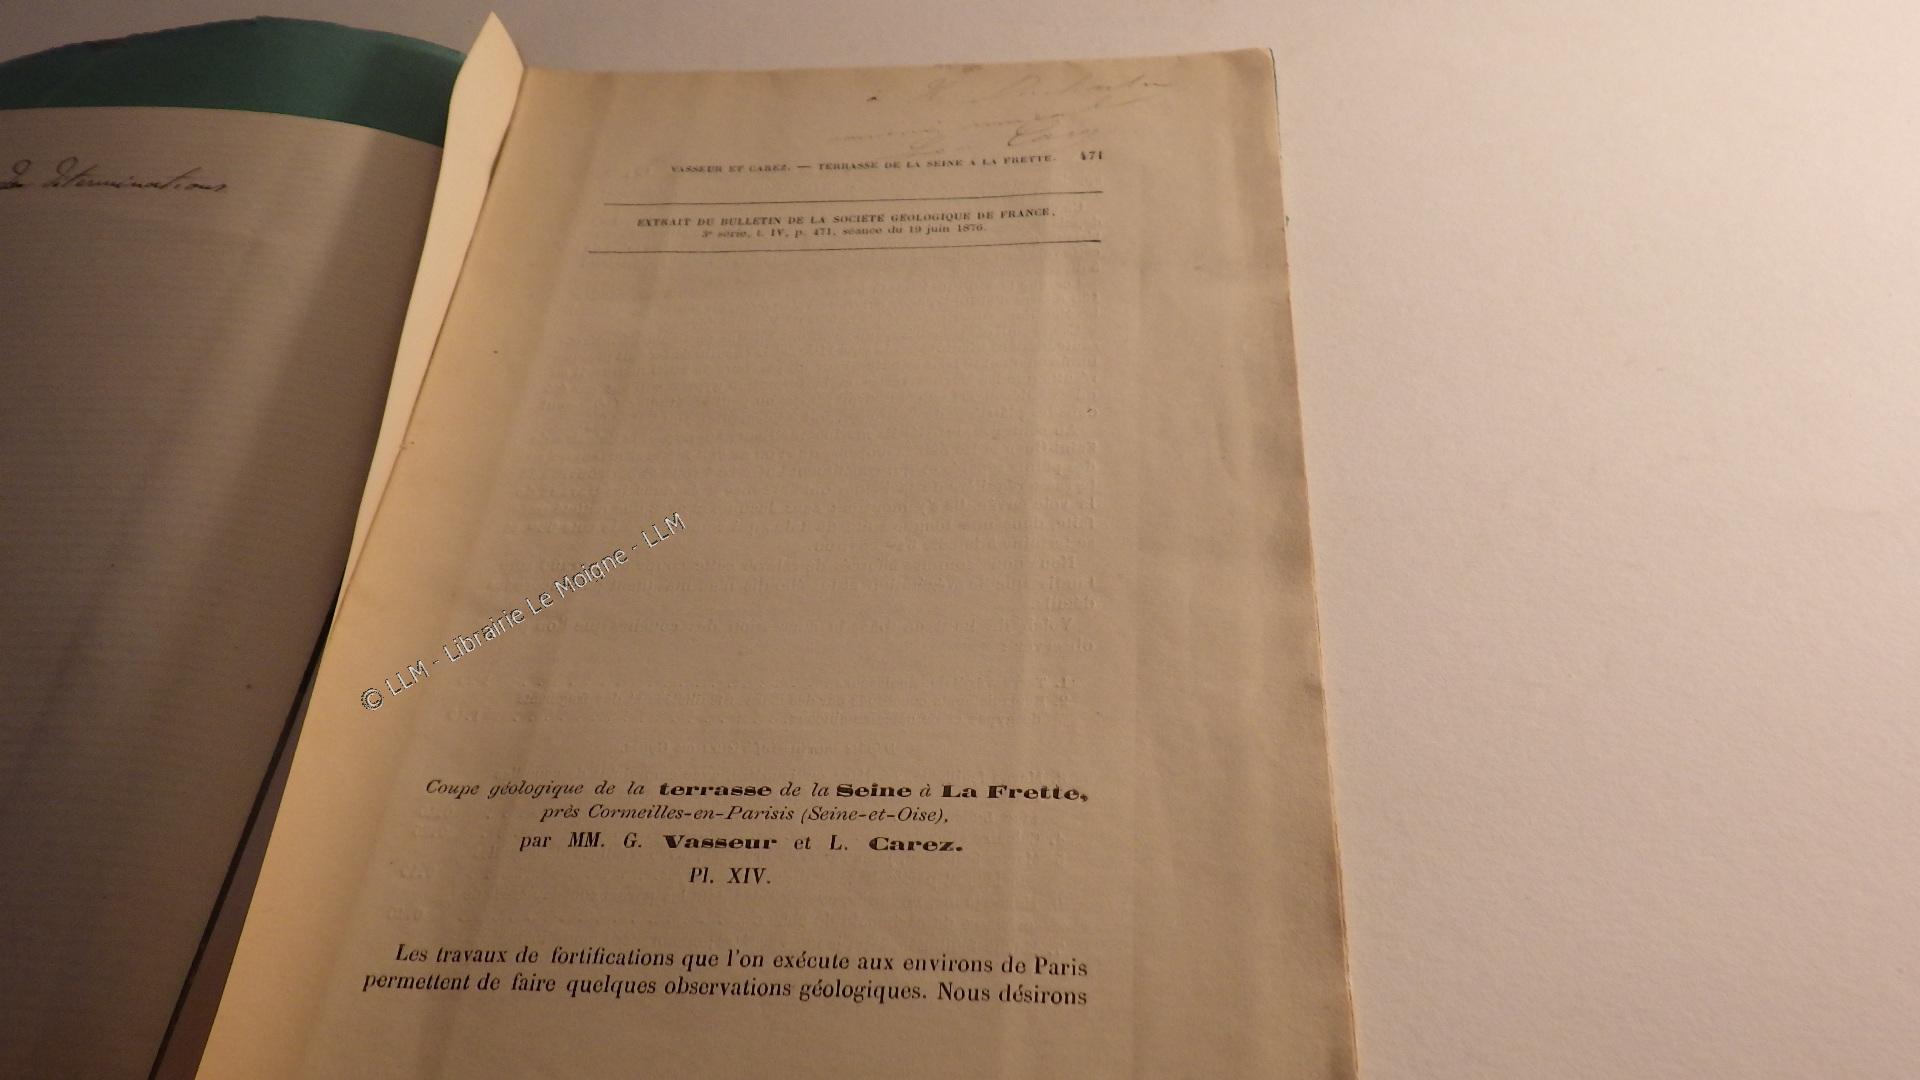 Determinations
à M.
VASSEUR ET CAREZ. — TERRASSE DE LA SEINE A LA FRETTE. 471
EXTRAIT DU BULLETIN DE LA SOCIÉTÉ GÉOLOGIQUE DE FRANCE,
3e série, t. IV, p. 471, séance du 19 juin 1876.
© LLM - Librairie Le Moigne - LLM
Coupe géologique de la terrasse de la Seine à La Frette,
près Cormeilles-en-Parisis (Seine-et-Oise),
par MM. G. Vasseur et L. Carez.
Pl. XIV.
Les travaux de fortifications que l'on exécute aux environs de Paris
permettent de faire quelques observations géologiques. Nous désirons